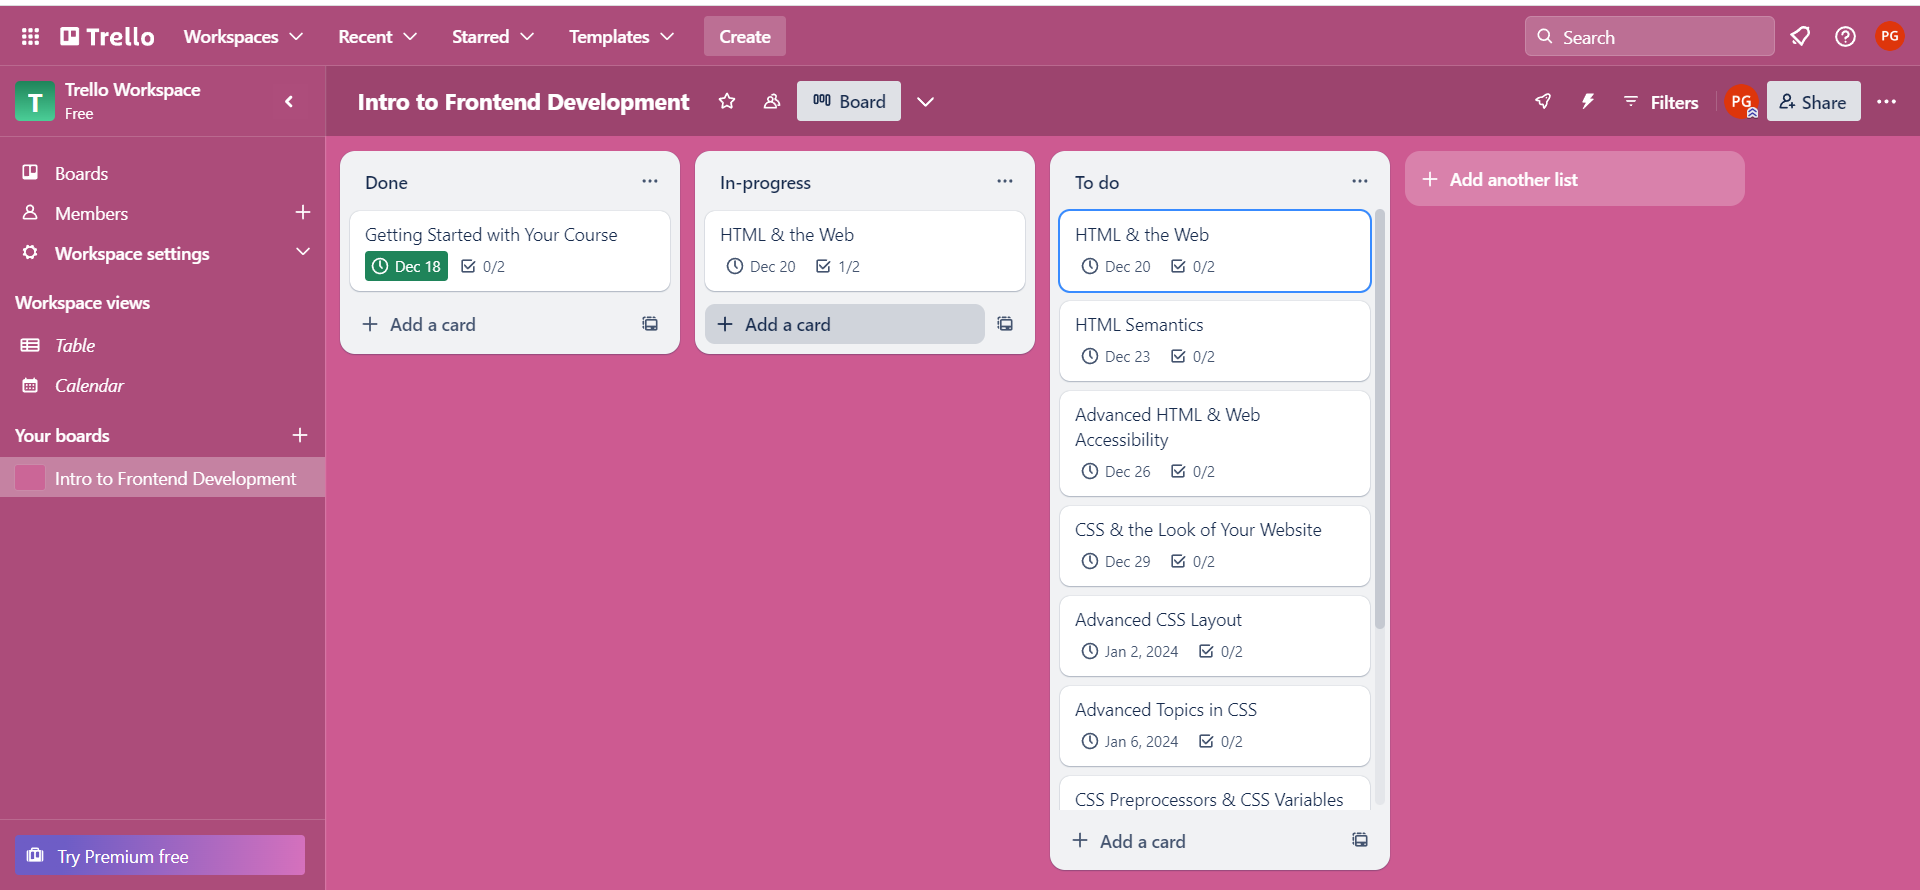 Trello
Workspaces
Recent
Starred
Templates
Create
Search
PG
T
Trello Workspace
Free
Intro to Frontend Development
Board
Filters
PG
Share
Boards
Members
Workspace settings
Workspace views
Table
Calendar
Your boards
Intro to Frontend Development
Try Premium free
Done
Getting Started with Your Course
Dec 18 0/2
Add a card
In-progress
HTML & the Web
Dec 20 1/2
Add a card
To do
HTML & the Web
Dec 20 0/2
HTML Semantics
Dec 23 0/2
Advanced HTML & Web
Accessibility
Dec 26 0/2
CSS & the Look of Your Website
Dec 29 0/2
Advanced CSS Layout
Jan 2, 2024 0/2
Advanced Topics in CSS
Jan 6, 2024 0/2
CSS Preprocessors & CSS Variables
Add a card
Add another list